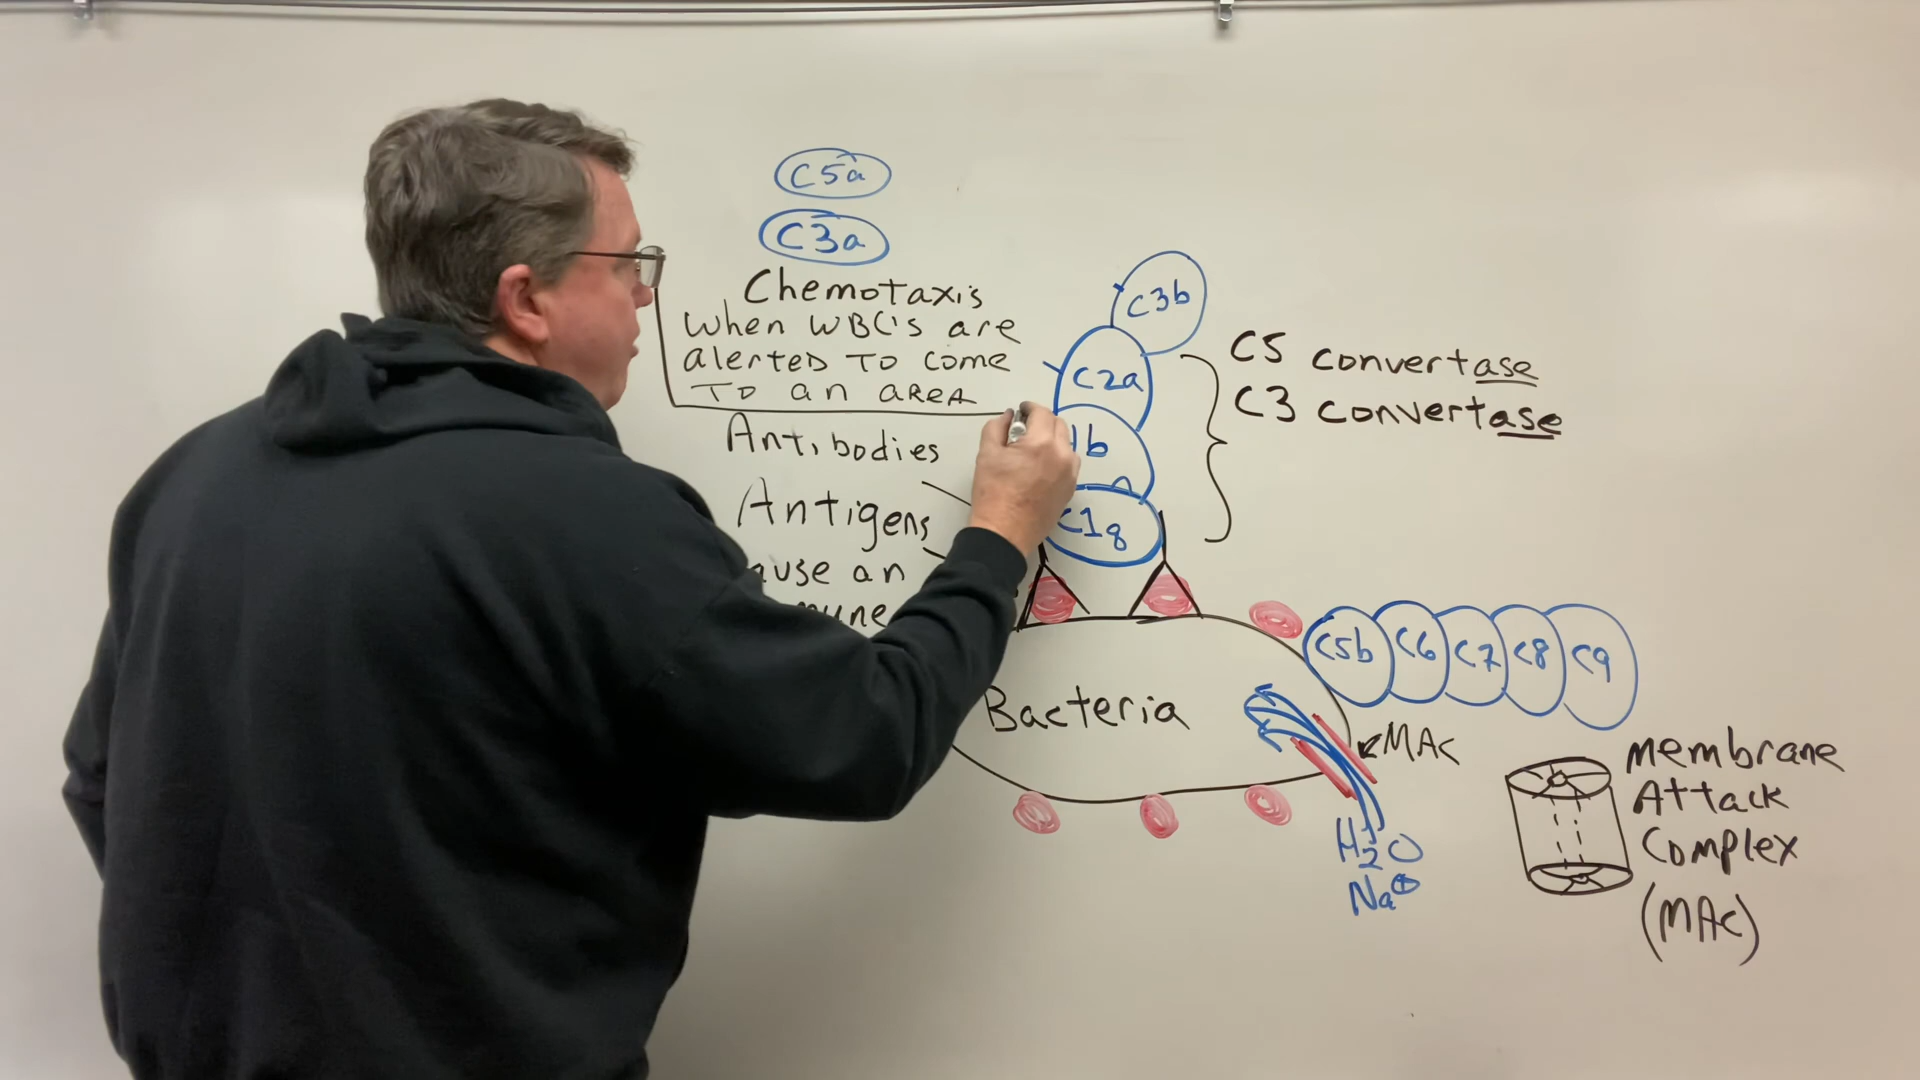 C5a
C3a
Chemotaxis
when WBC's are
alerted to come
to an area
Antibodies
Antigens
an
C3b
C2a
b
C1q
C5 convertase
C3 convertase
Bacteria
C5b C6 C7 C8 C9
MAC
H2O
Na+
Membrane
Attack
Complex
(MAC)